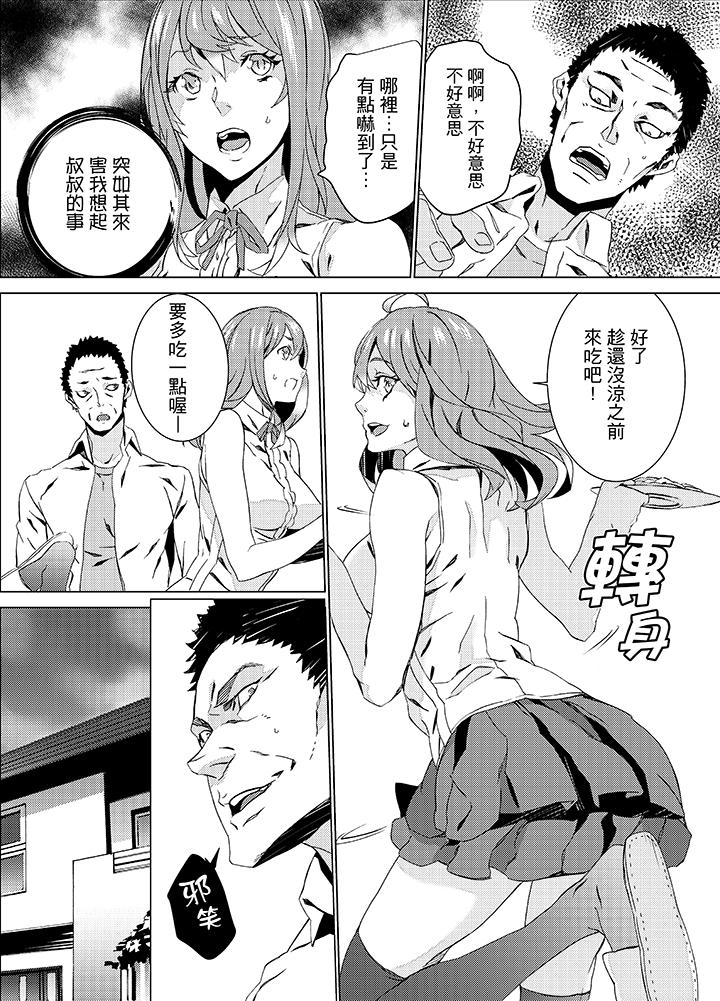 啊啊，不好意思
不好意思
哪裡…只是
有點嚇到了…
突如其來
害我想起
叔叔的事
好了
趁還沒涼之前
來吃吧！
轉身
要多吃一點喔ー
邪笑